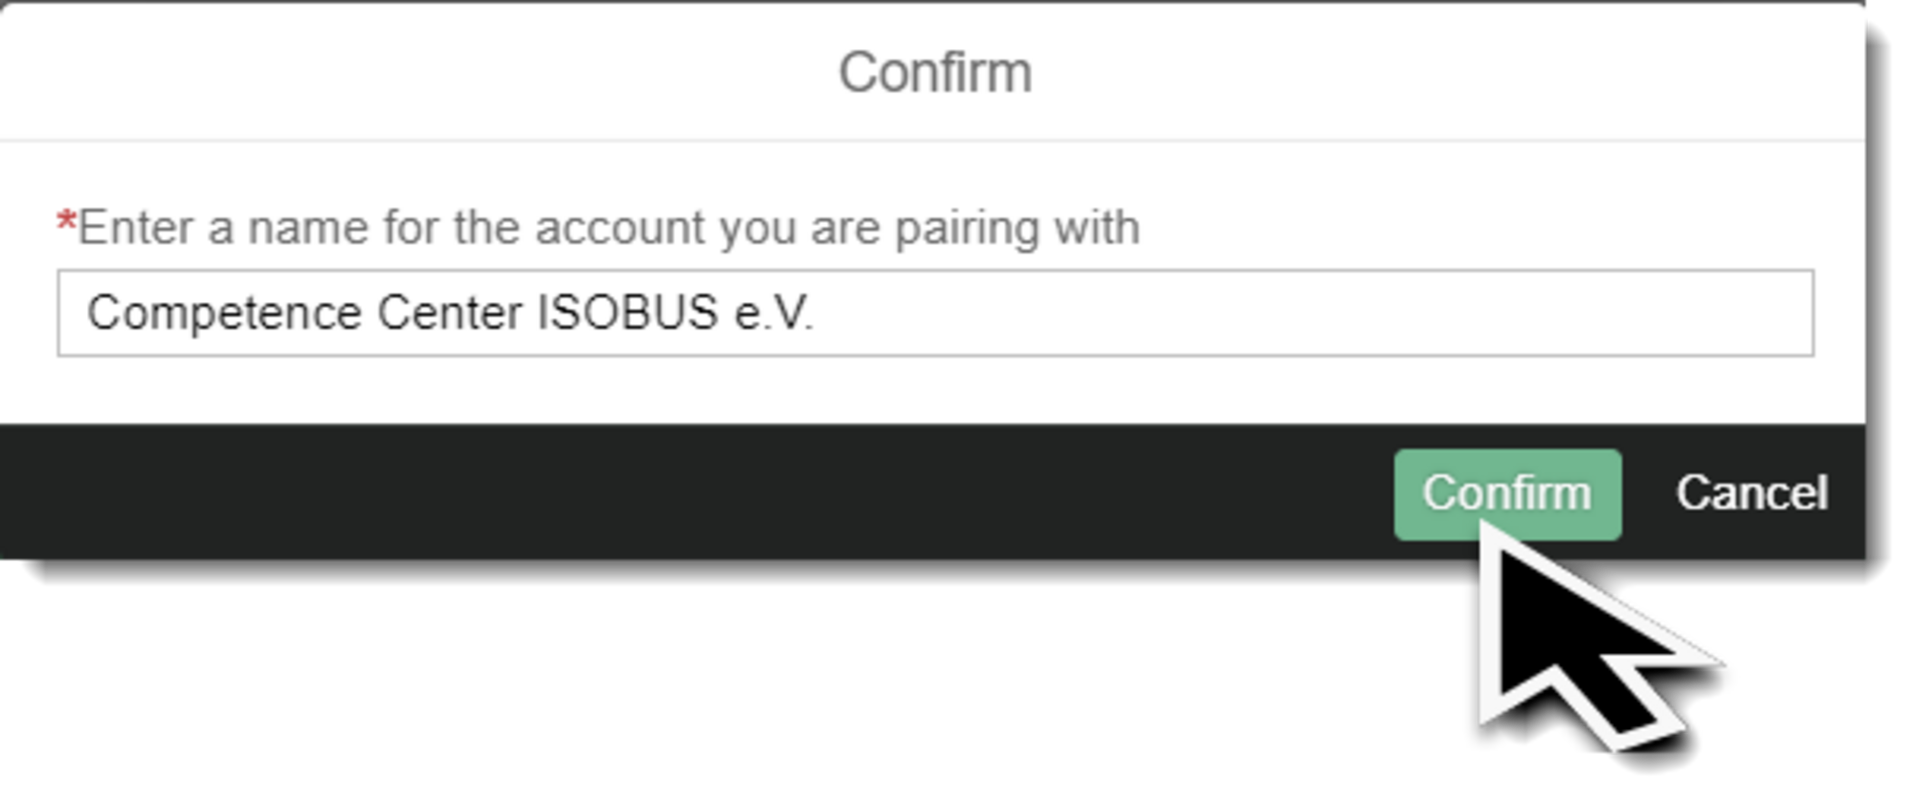 Confirm
*Enter a name for the account you are pairing with
Competence Center ISOBUS e.V.
Confirm Cancel